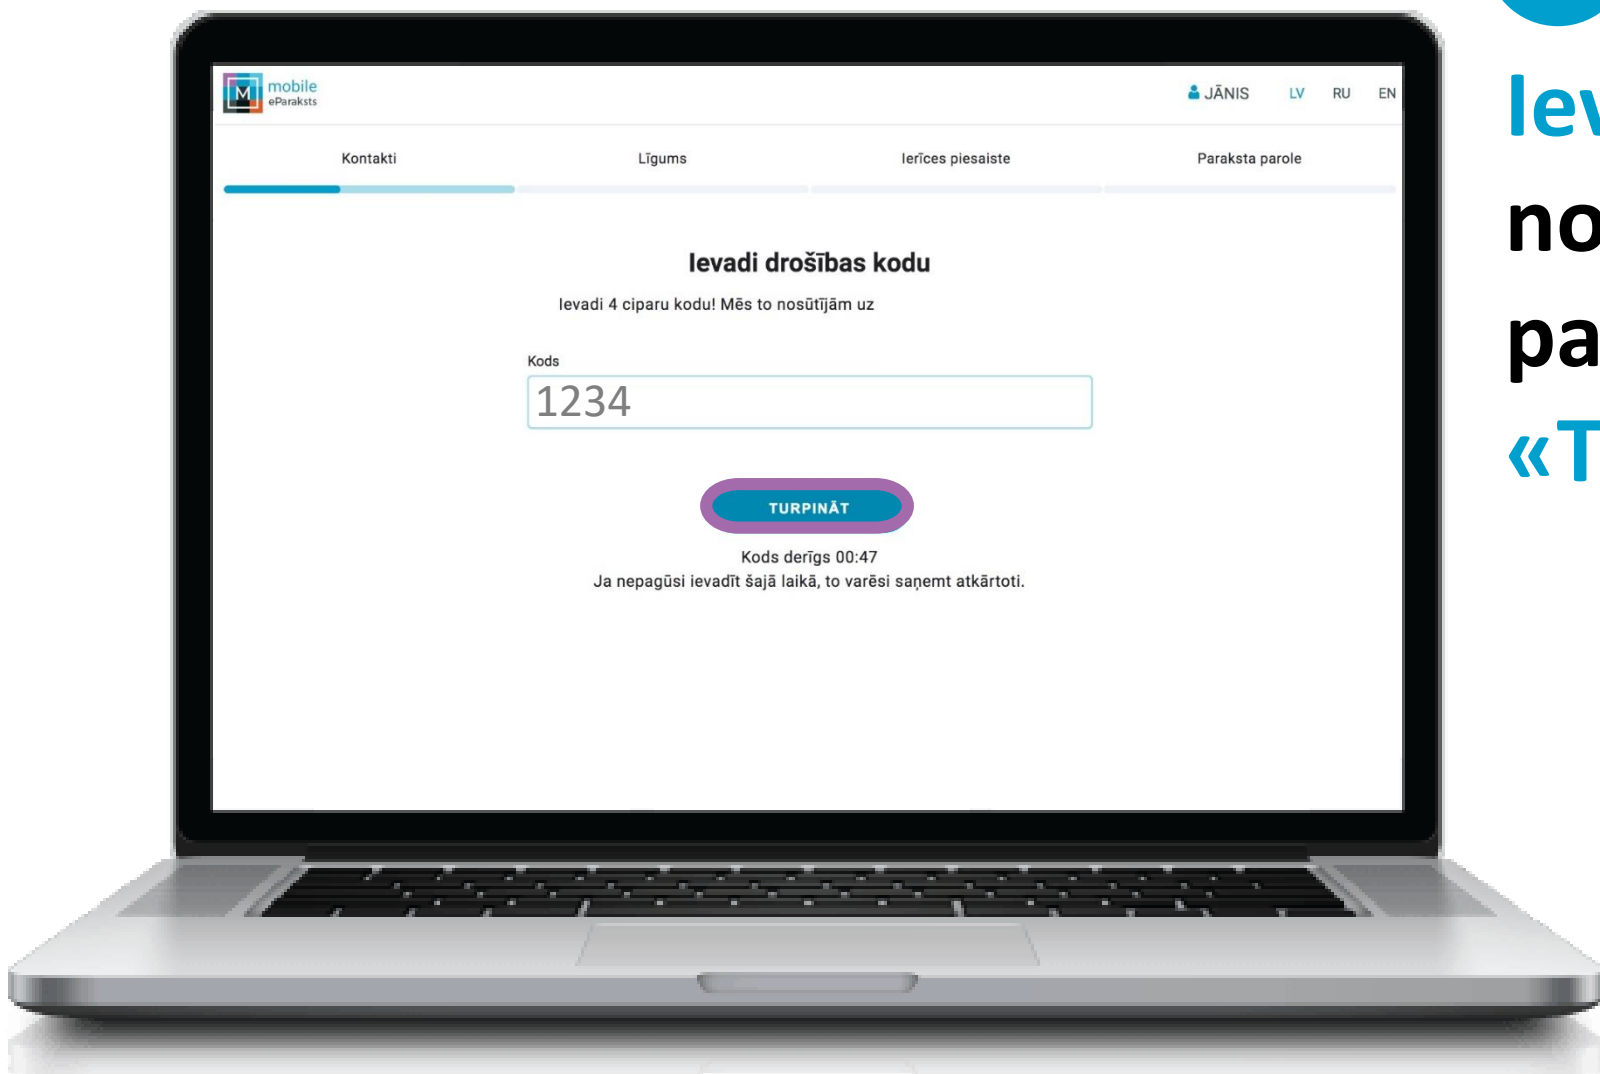 mobile
eParaksts
JĀNIS LV RU EN
Kontakti Līgums Ierīces piesaiste Paraksta parole
Ievadi drošības kodu
Ievadi 4 ciparu kodu! Mēs to nosūtījām uz
Kods
1234
TURPINĀT
Kods derīgs 00:47
Ja nepagūsi ievadīt šajā laikā, to varēsi saņemt atkārtoti.